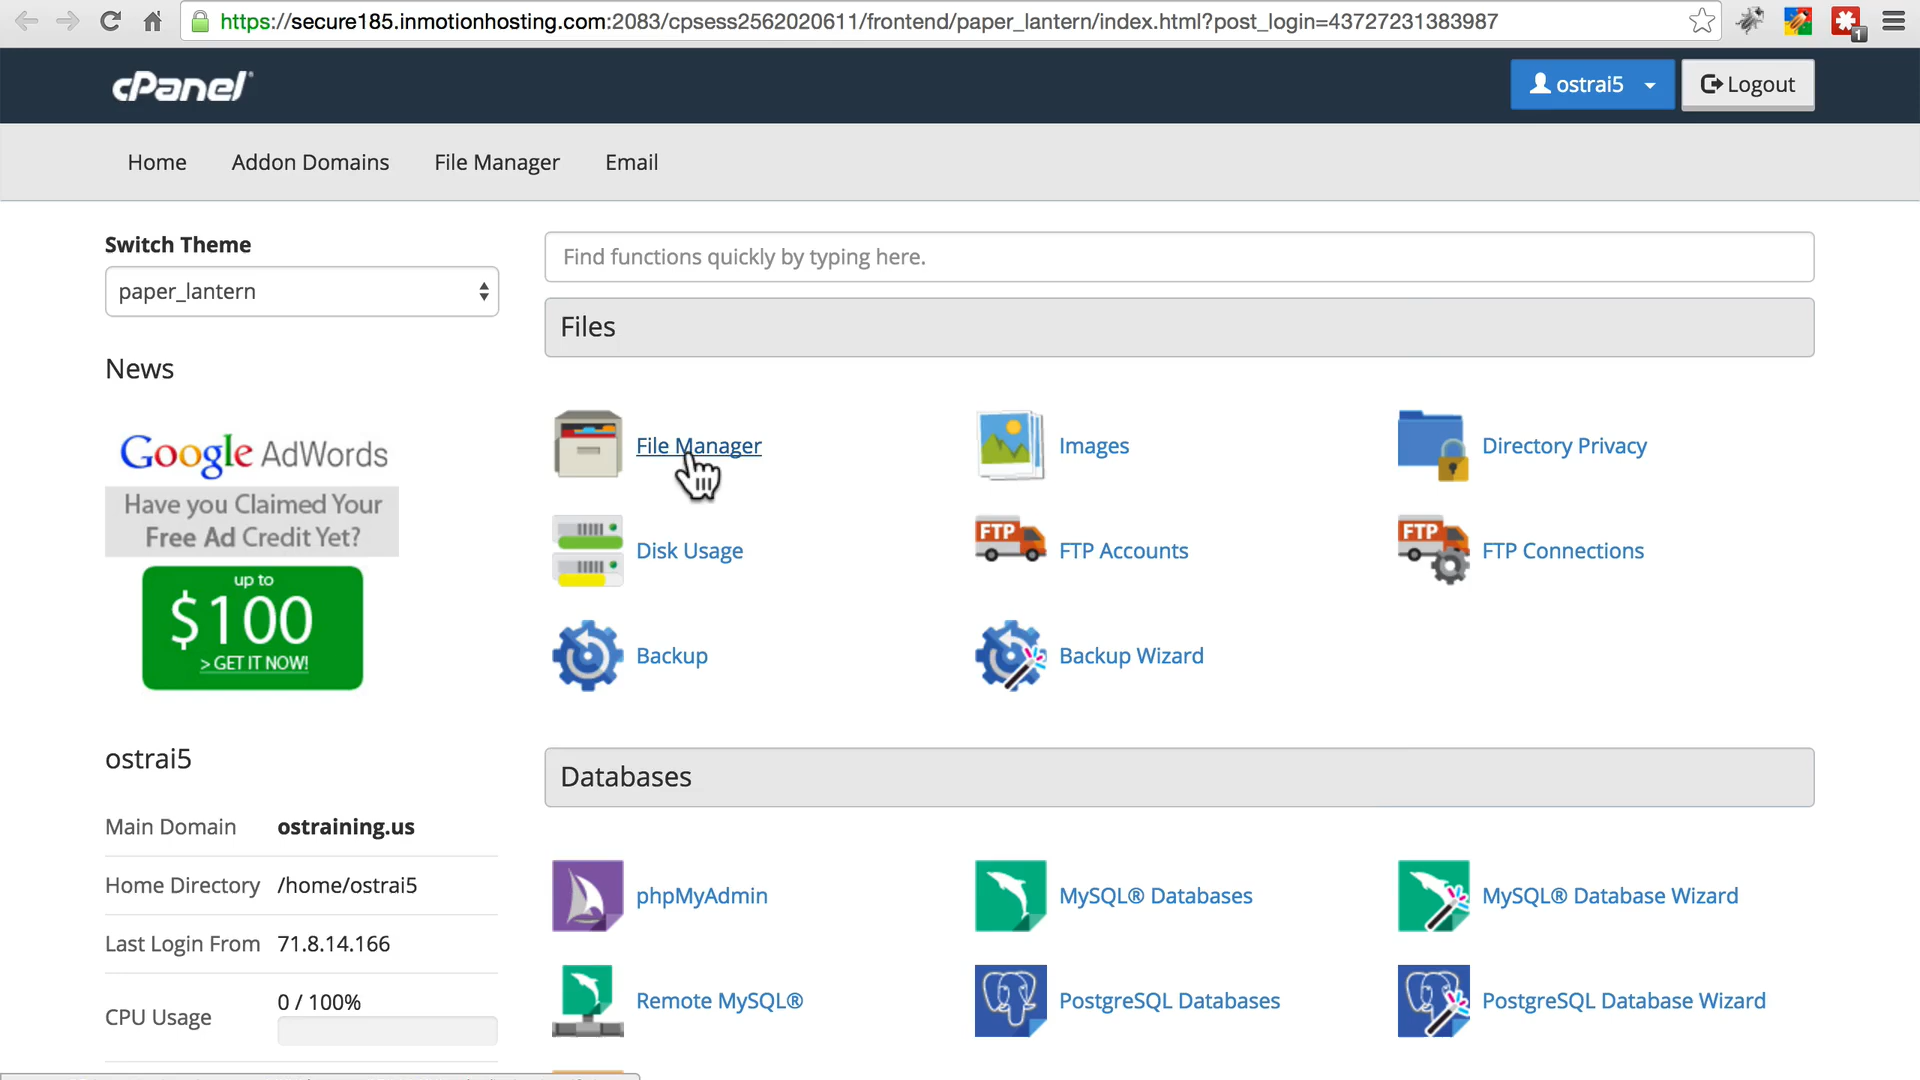 https://secure185.inmotionhosting.com:2083/cpsess2562020611/frontend/paper_lantern/index.html?post_login=43727231383987
1
cPanel
ostrai5
Logout
Home
Addon Domains
File Manager
Email
Switch Theme
paper_lantern
News
Google AdWords
Have you Claimed Your
Free Ad Credit Yet?
up to
$100
> GET IT NOW!
ostrai5
Main Domain ostraining.us
Home Directory /home/ostrai5
Last Login From 71.8.14.166
CPU Usage 0 / 100%
Find functions quickly by typing here.
Files
File Manager
Images
Directory Privacy
Disk Usage
FTP
FTP Accounts
FTP
FTP Connections
Backup
Backup Wizard
Databases
phpMyAdmin
MySQL® Databases
MySQL® Database Wizard
Remote MySQL®
PostgreSQL Databases
PostgreSQL Database Wizard